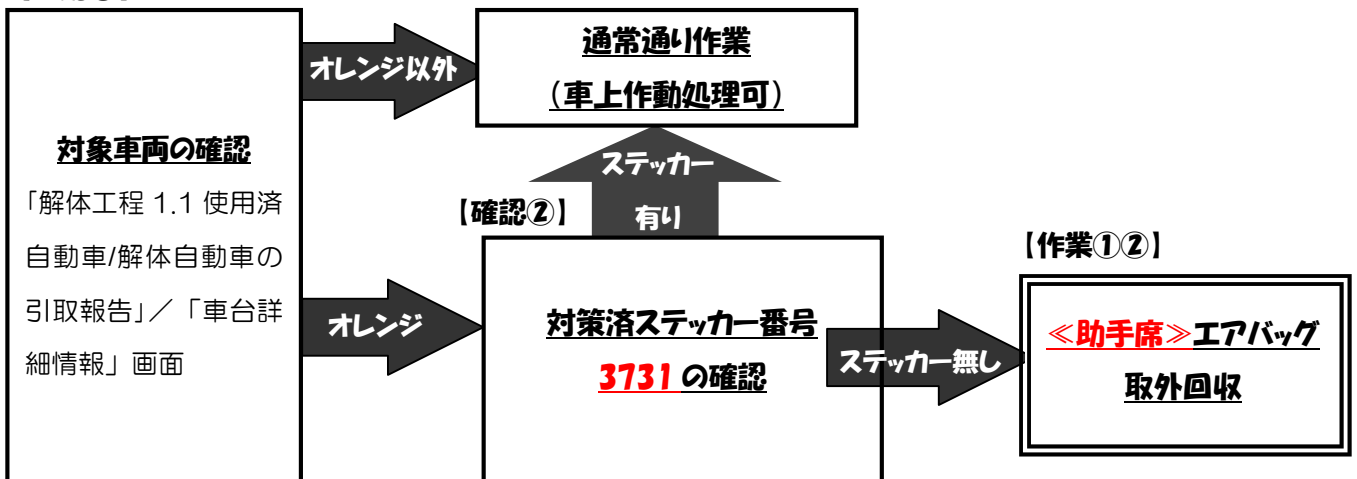 対象車両の確認
「解体工程 1.1 使用済
自動車/解体自動車の
引取報告」／「車台詳
細情報」画面
オレンジ以外
通常通り作業
（車上作動処理可）
ステッカー
有り
【確認②】
オレンジ
対策済ステッカー番号
3731 の確認
ステッカー無し
【作業①②】
≪助手席≫エアバッグ
取外回収